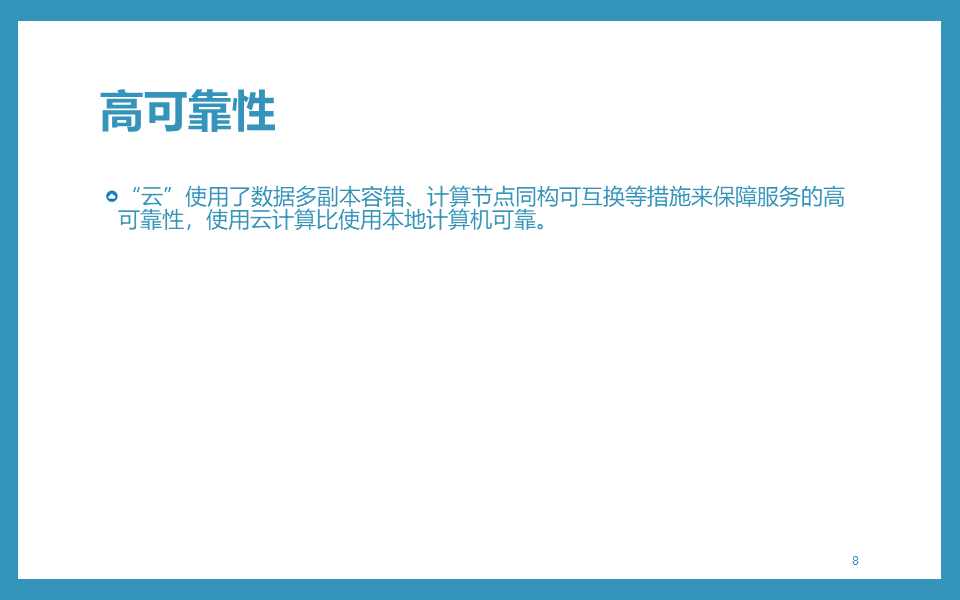 高可靠性
“云”使用了数据多副本容错、计算节点同构可互换等措施来保障服务的高
可靠性，使用云计算比使用本地计算机可靠。
8